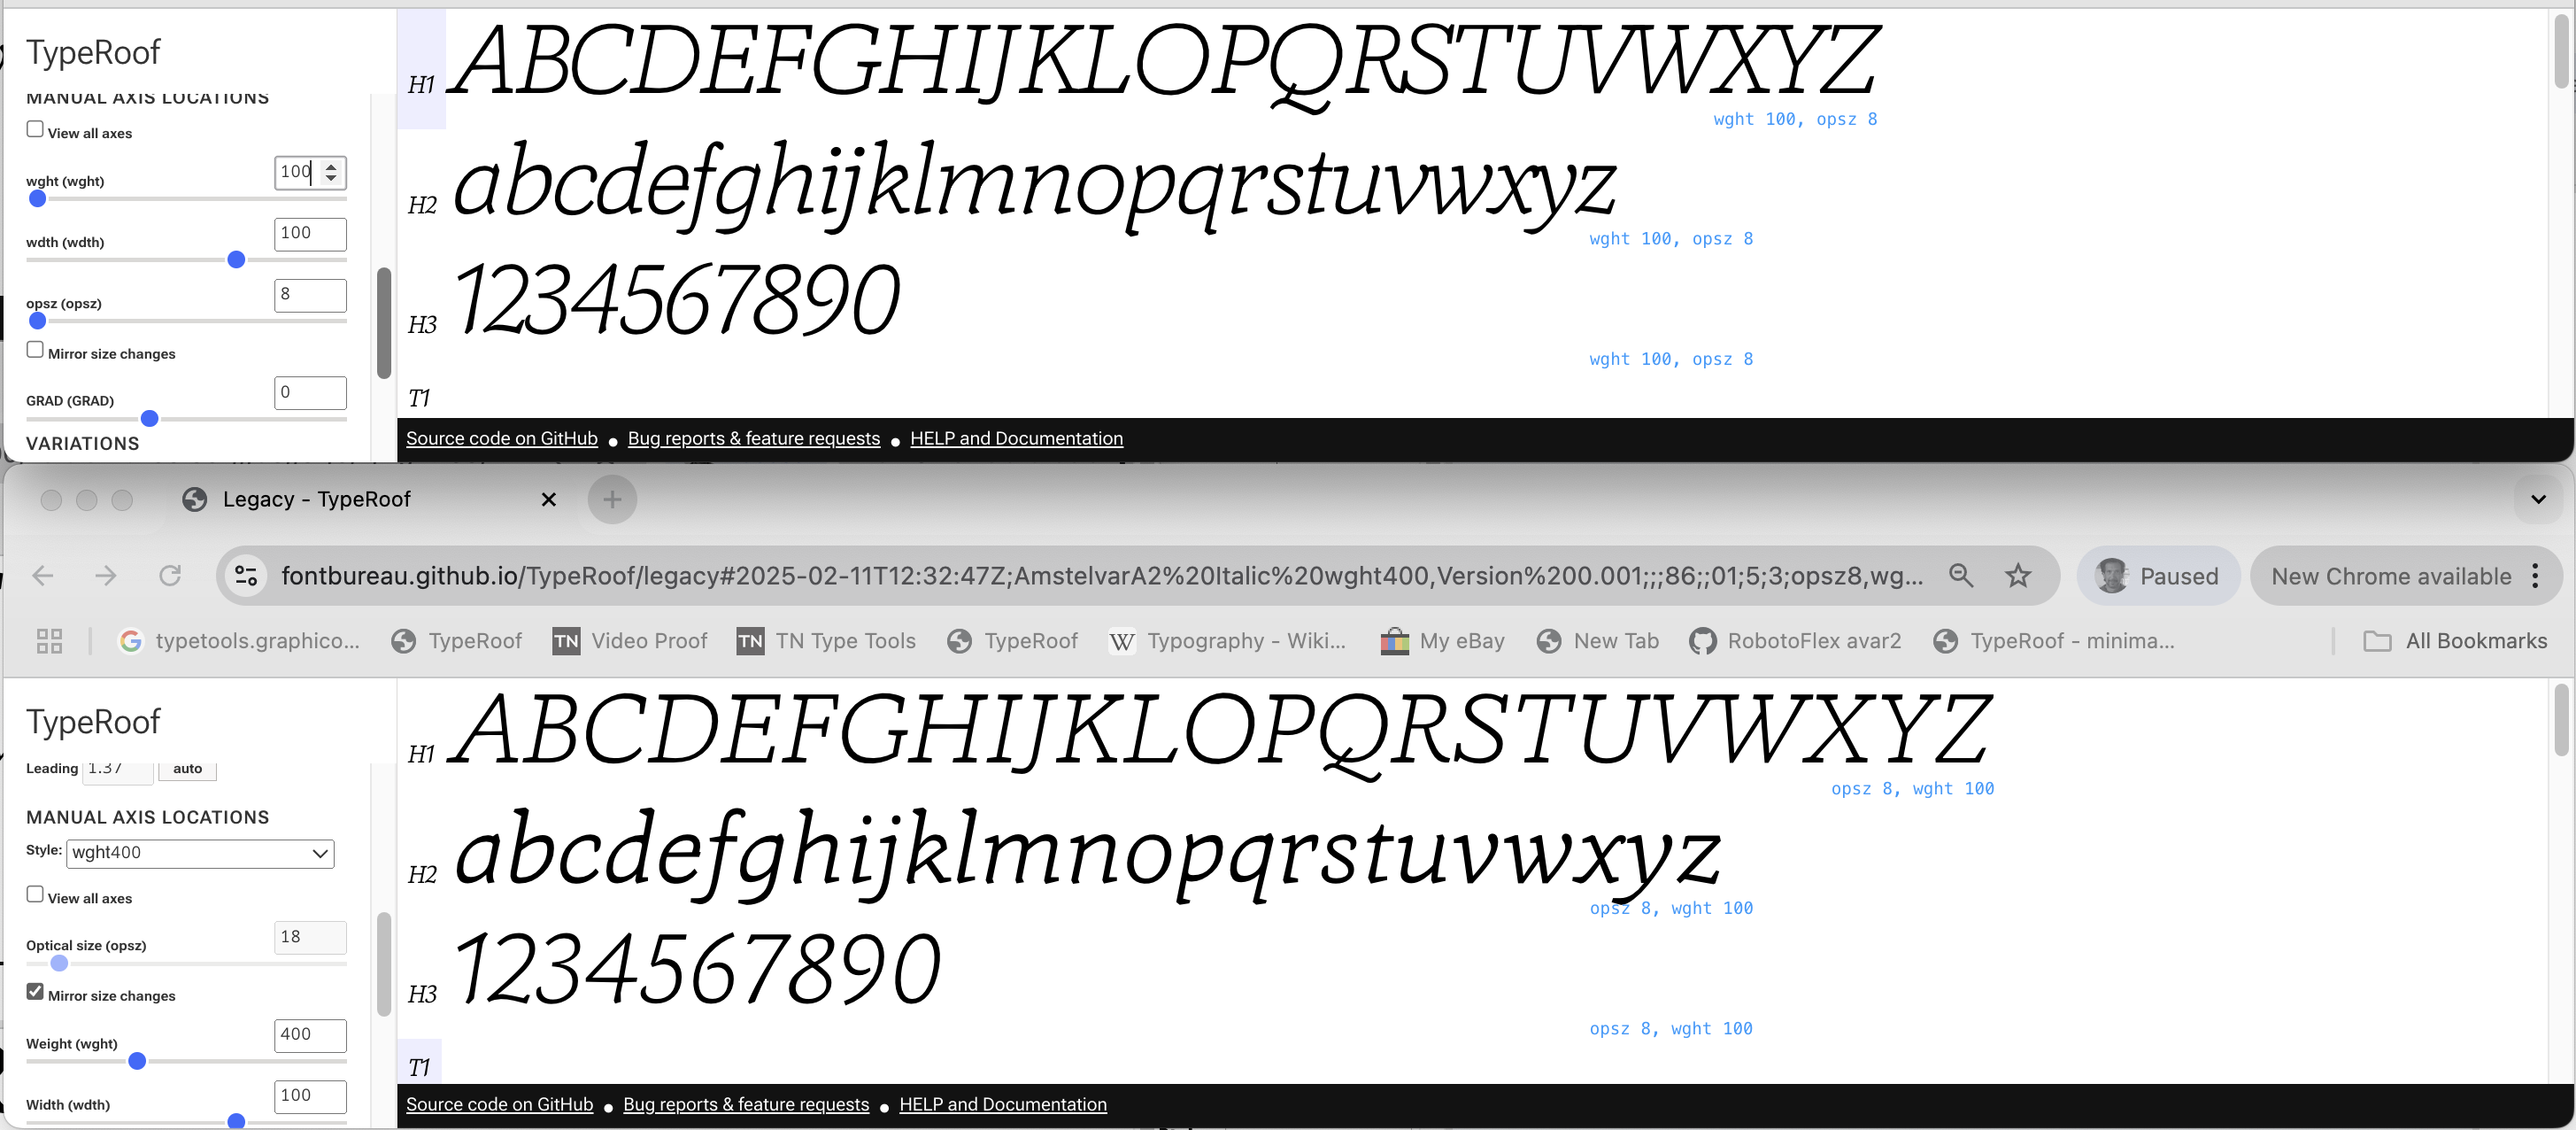 TypeRoof
MANUAL AXIS LOCATIONS
View all axes
wght (wght) 100
wdth (wdth) 100
opsz (opsz) 8
Mirror size changes
GRAD (GRAD) 0
VARIATIONS
H1 ABCDEFGHIJKLOPQRSTUVWXYZ
wght 100, opsz 8
H2 abcdefghijklmnopqrstuvwxyz
wght 100, opsz 8
H3 1234567890
wght 100, opsz 8
T1
Source code on GitHub ● Bug reports & feature requests ● HELP and Documentation
Legacy - TypeRoof
fontbureau.github.io/TypeRoof/legacy#2025-02-11T12:32:47Z;AmstelvarA2%20Italic%20wght400,Version%200.001;;;86;;01;5;3;opsz8,wg...
Paused
New Chrome available
typetools.graphico...
TypeRoof
TN Video Proof
TN TN Type Tools
TypeRoof
W Typography - Wiki...
My eBay
New Tab
RobotoFlex avar2
TypeRoof - minima...
All Bookmarks
TypeRoof
Leading 1.37 auto
MANUAL AXIS LOCATIONS
Style: wght400
View all axes
Optical size (opsz) 18
Mirror size changes
Weight (wght) 400
Width (wdth) 100
H1 ABCDEFGHIJKLOPQRSTUVWXYZ
opsz 8, wght 100
H2 abcdefghijklmnopqrstuvwxyz
opsz 8, wght 100
H3 1234567890
opsz 8, wght 100
T1
Source code on GitHub ● Bug reports & feature requests ● HELP and Documentation